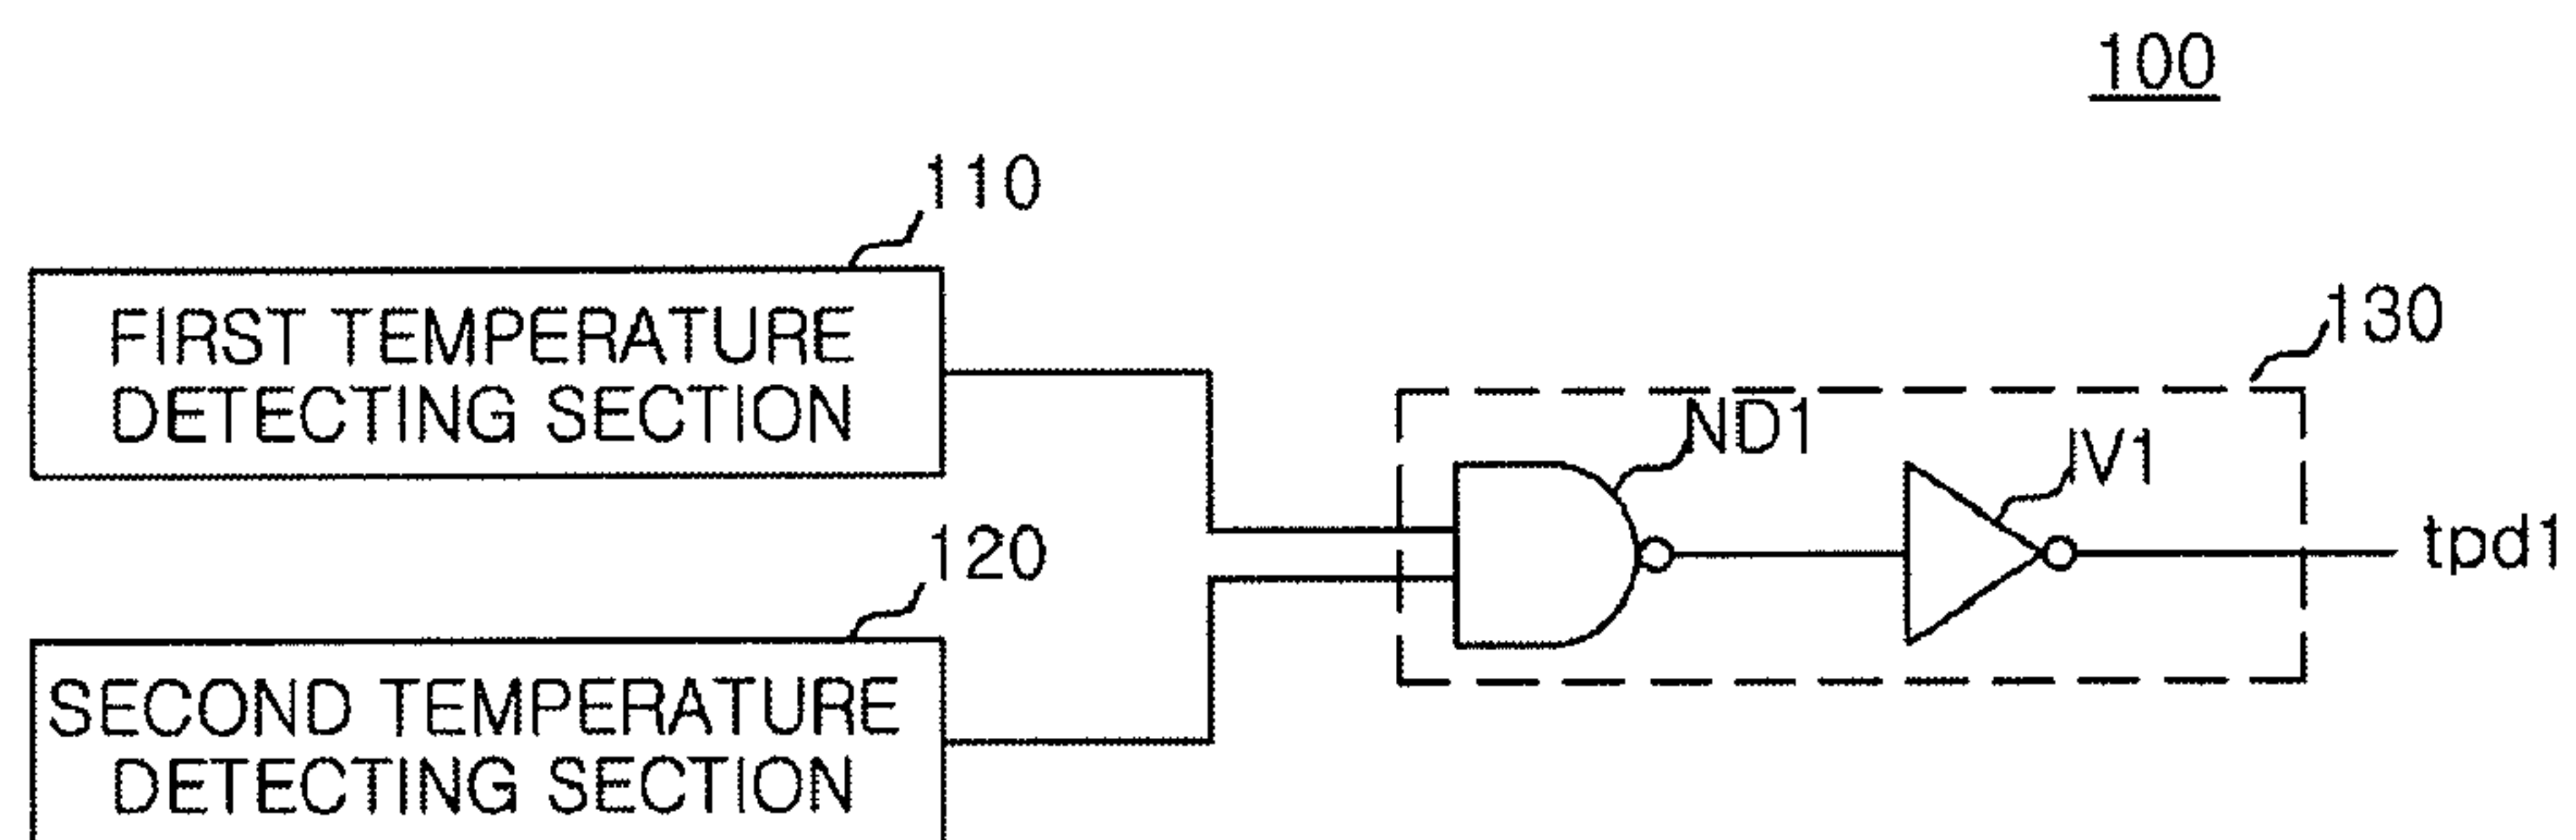 100
110
FIRST TEMPERATURE
DETECTING SECTION
130
ND1
IV1
tpd1
120
SECOND TEMPERATURE
DETECTING SECTION